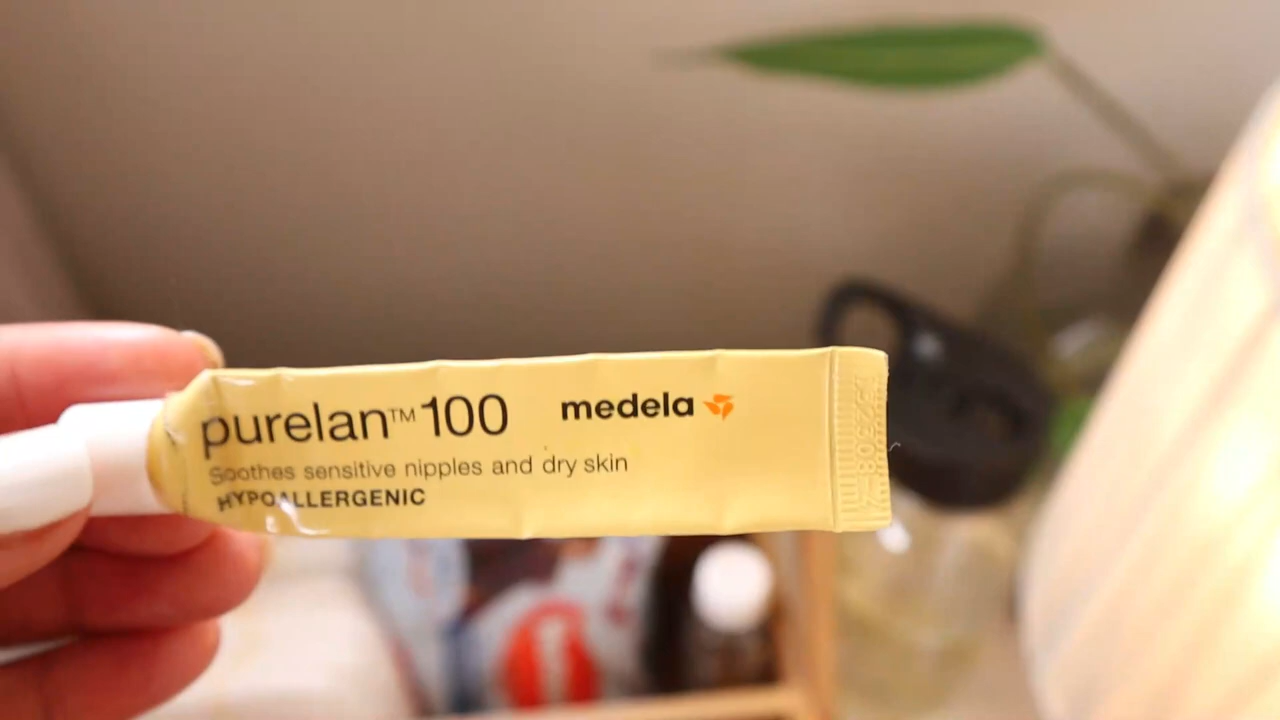 purelan™ 100
medela
Soothes sensitive nipples and dry skin
HYPOALLERGENIC